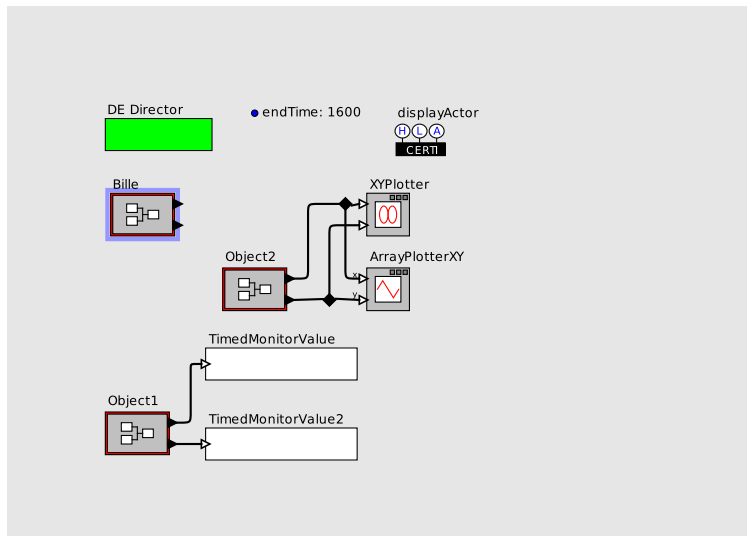 DE Director
endTime: 1600
displayActor
H L A
CERTI
Bille
XYPlotter
Object2
ArrayPlotterXY
x
y
TimedMonitorValue
Object1
TimedMonitorValue2